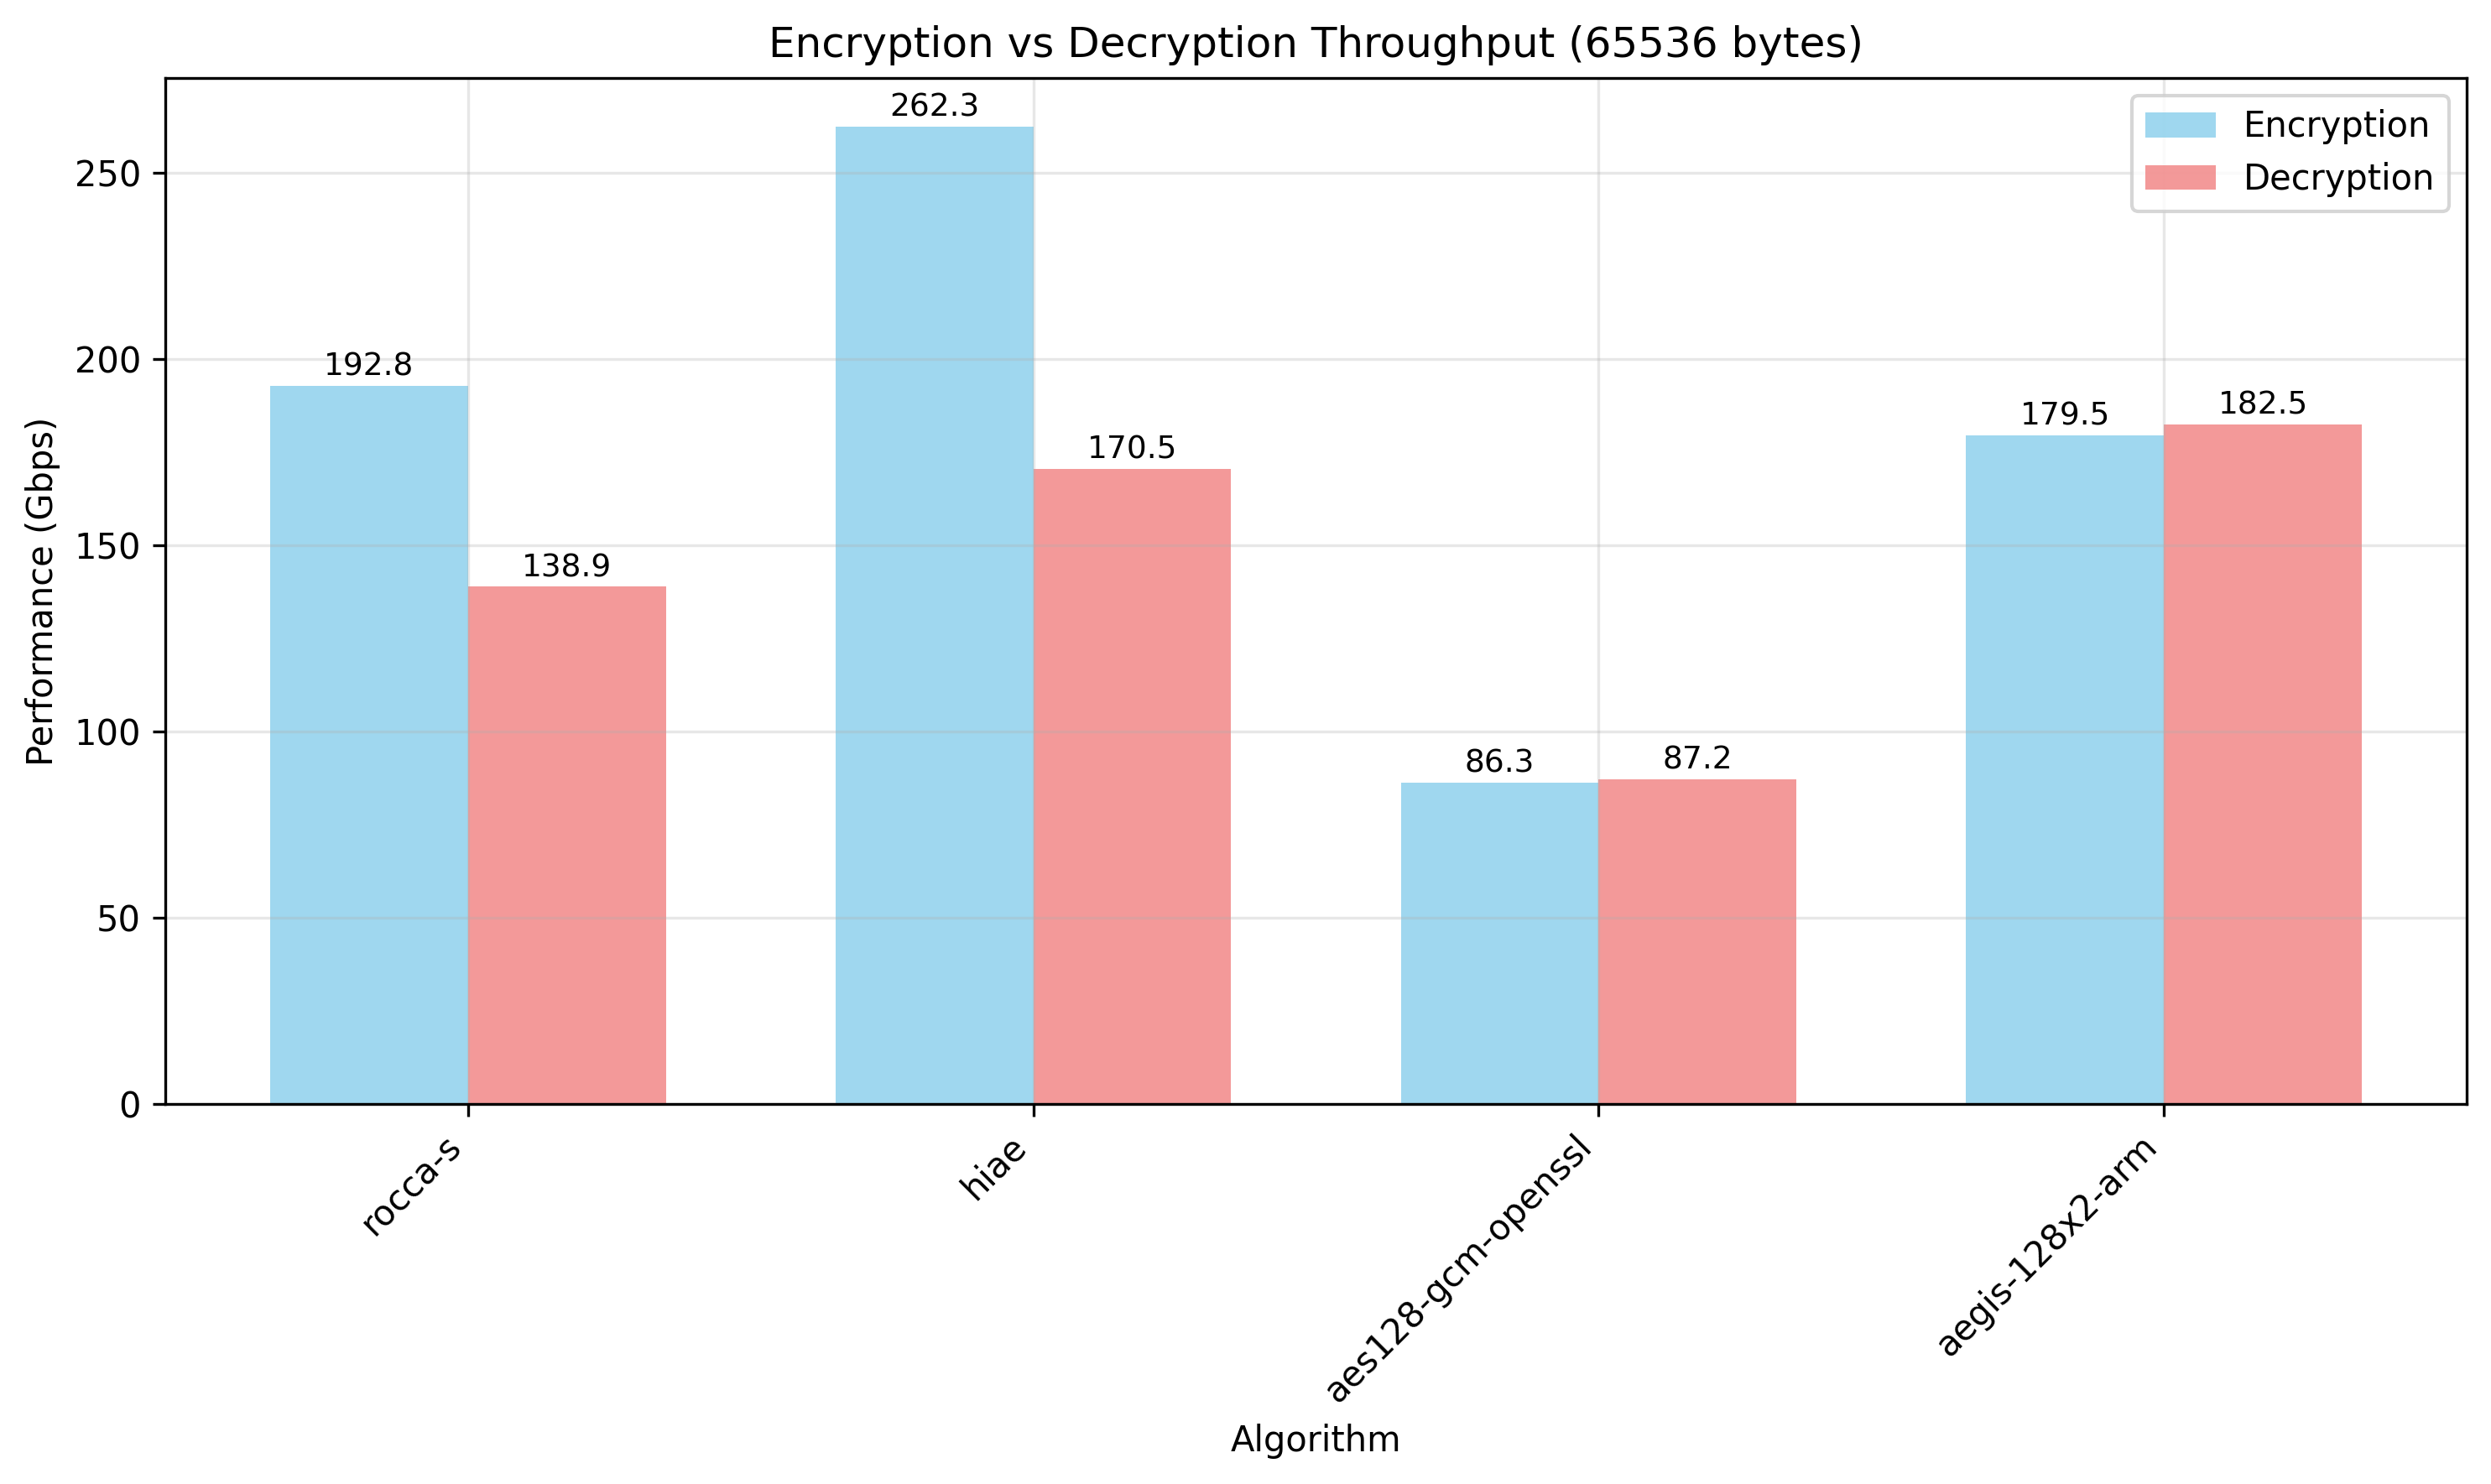 Encryption vs Decryption Throughput (65536 bytes)
Encryption
Decryption
Performance (Gbps)
250
200
150
100
50
0
192.8
138.9
262.3
170.5
86.3
87.2
179.5
182.5
rocca-s
hiae
aes128-gcm-openssl
aegis-128x2-arm
Algorithm